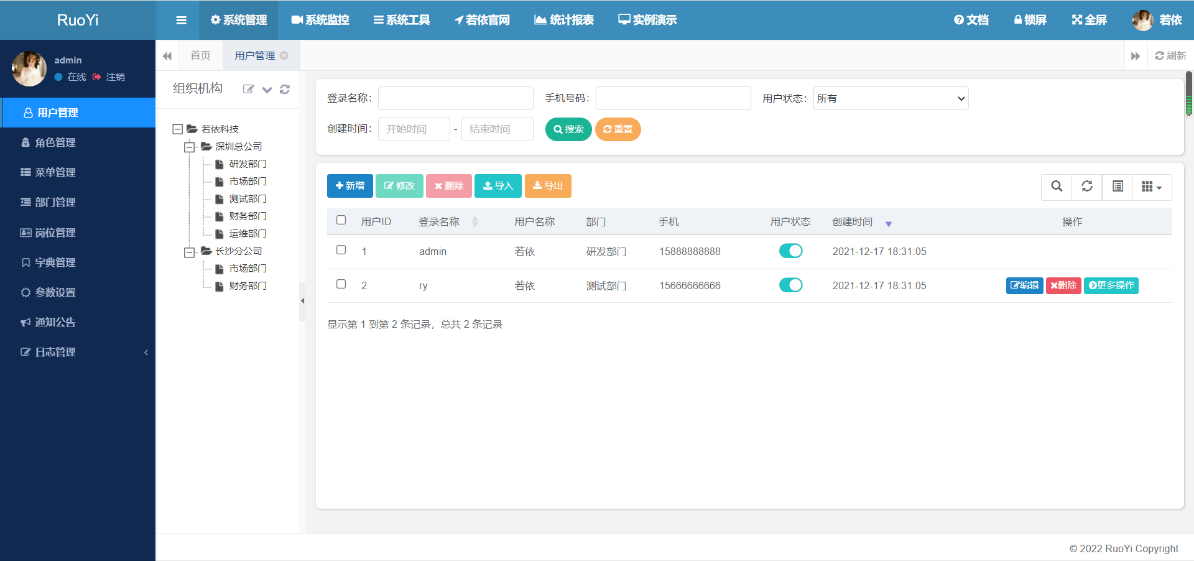 RuoYi
系统管理 系统监控 系统工具 若依官网 统计报表 实例演示 文档 锁屏 全屏 若依
admin
在线 注销
用户管理
角色管理
菜单管理
部门管理
岗位管理
字典管理
参数设置
通知公告
日志管理
首页 用户管理 刷新
组织机构
若依科技
深圳总公司
研发部门
市场部门
测试部门
财务部门
运维部门
长沙分公司
市场部门
财务部门
登录名称： 手机号码： 用户状态： 所有
创建时间： 开始时间 - 结束时间 搜索 重置
新增 修改 删除 导入 导出
用户ID 登录名称 用户名称 部门 手机 用户状态 创建时间 操作
1 admin 若依 研发部门 15888888888 2021-12-17 18:31:05
2 ry 若依 测试部门 15666666666 2021-12-17 18:31:05 编辑 删除 更多操作
显示第 1 到第 2 条记录，总共 2 条记录
© 2022 RuoYi Copyright